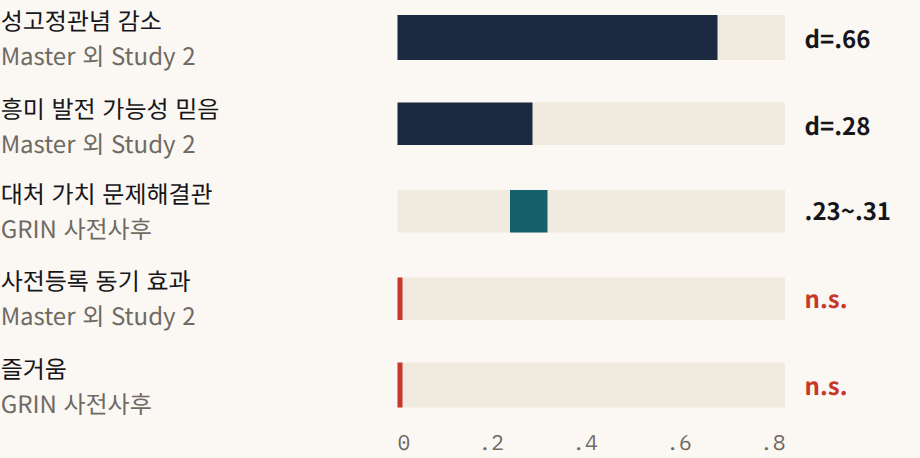 성고정관념 감소
Master 외 Study 2
d=.66
흥미 발전 가능성 믿음
Master 외 Study 2
d=.28
대처 가치 문제해결관
GRIN 사전사후
.23~.31
사전등록 동기 효과
Master 외 Study 2
n.s.
즐거움
GRIN 사전사후
n.s.
0 .2 .4 .6 .8